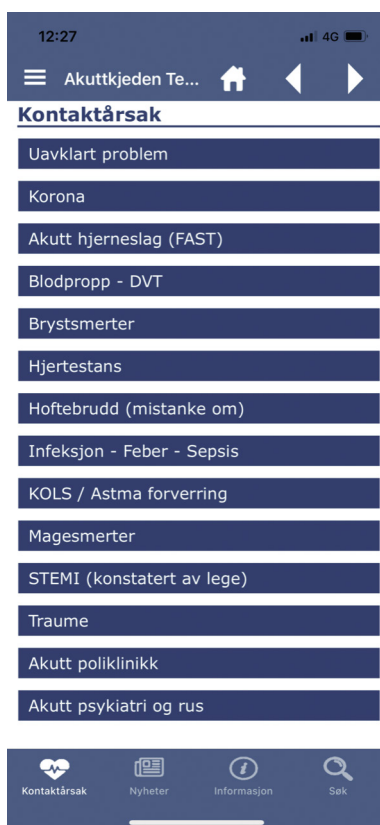 12:27
4G
Akuttkjeden Te...
Kontaktårsak
Uavklart problem
Korona
Akutt hjerneslag (FAST)
Blodpropp - DVT
Brystsmerter
Hjertestans
Hoftebrudd (mistanke om)
Infeksjon - Feber - Sepsis
KOLS / Astma forverring
Magesmerter
STEMI (konstatert av lege)
Traume
Akutt poliklinikk
Akutt psykiatri og rus
Kontaktårsak Nyheter Informasjon Søk